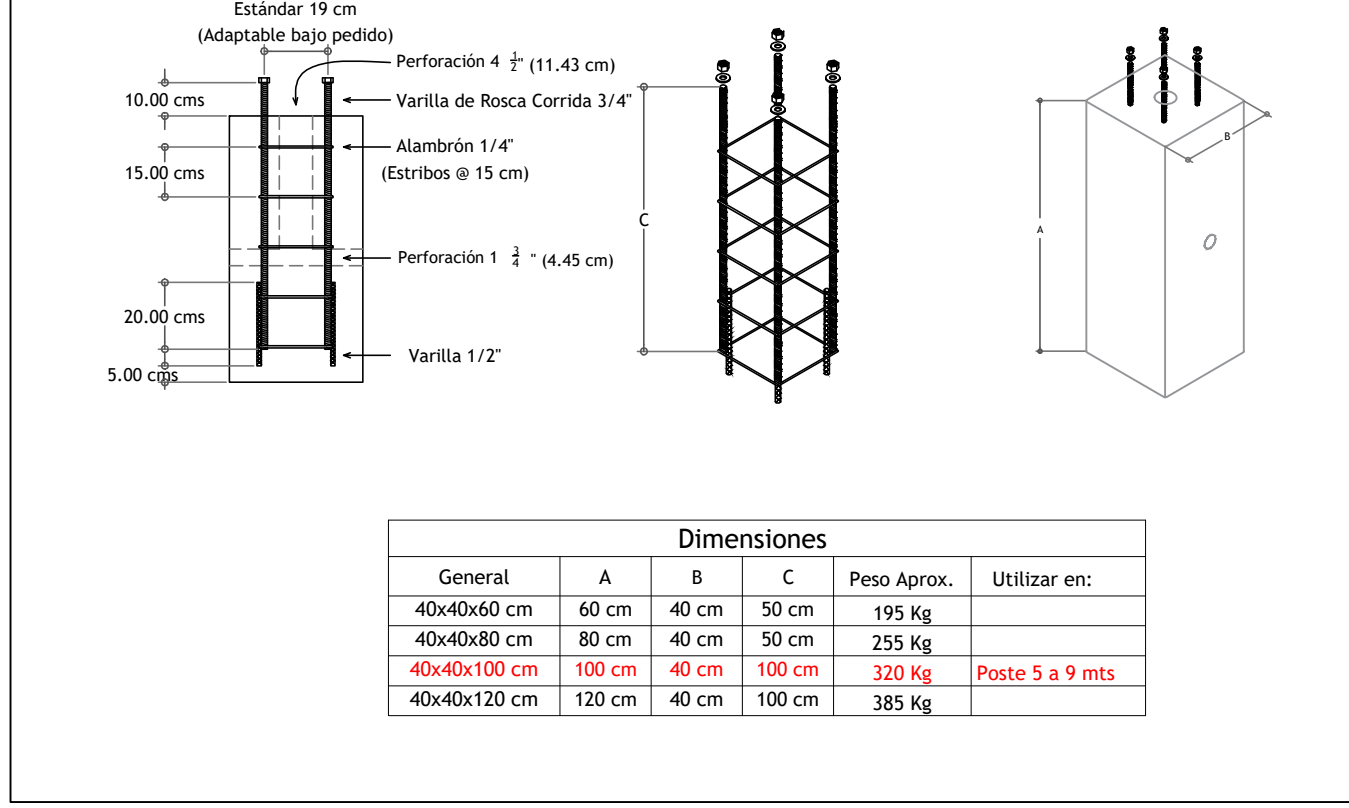 Estándar 19 cm
(Adaptable bajo pedido)
Perforación 4 1/2" (11.43 cm)
10.00 cms
Varilla de Rosca Corrida 3/4"
Alambrón 1/4"
15.00 cms
(Estribos @ 15 cm)
Perforación 1 3/4 " (4.45 cm)
20.00 cms
Varilla 1/2"
5.00 cms
C
A
B
Dimensiones
General A B C Peso Aprox. Utilizar en:
40x40x60 cm 60 cm 40 cm 50 cm 195 Kg
40x40x80 cm 80 cm 40 cm 50 cm 255 Kg
40x40x100 cm 100 cm 40 cm 100 cm 320 Kg Poste 5 a 9 mts
40x40x120 cm 120 cm 40 cm 100 cm 385 Kg